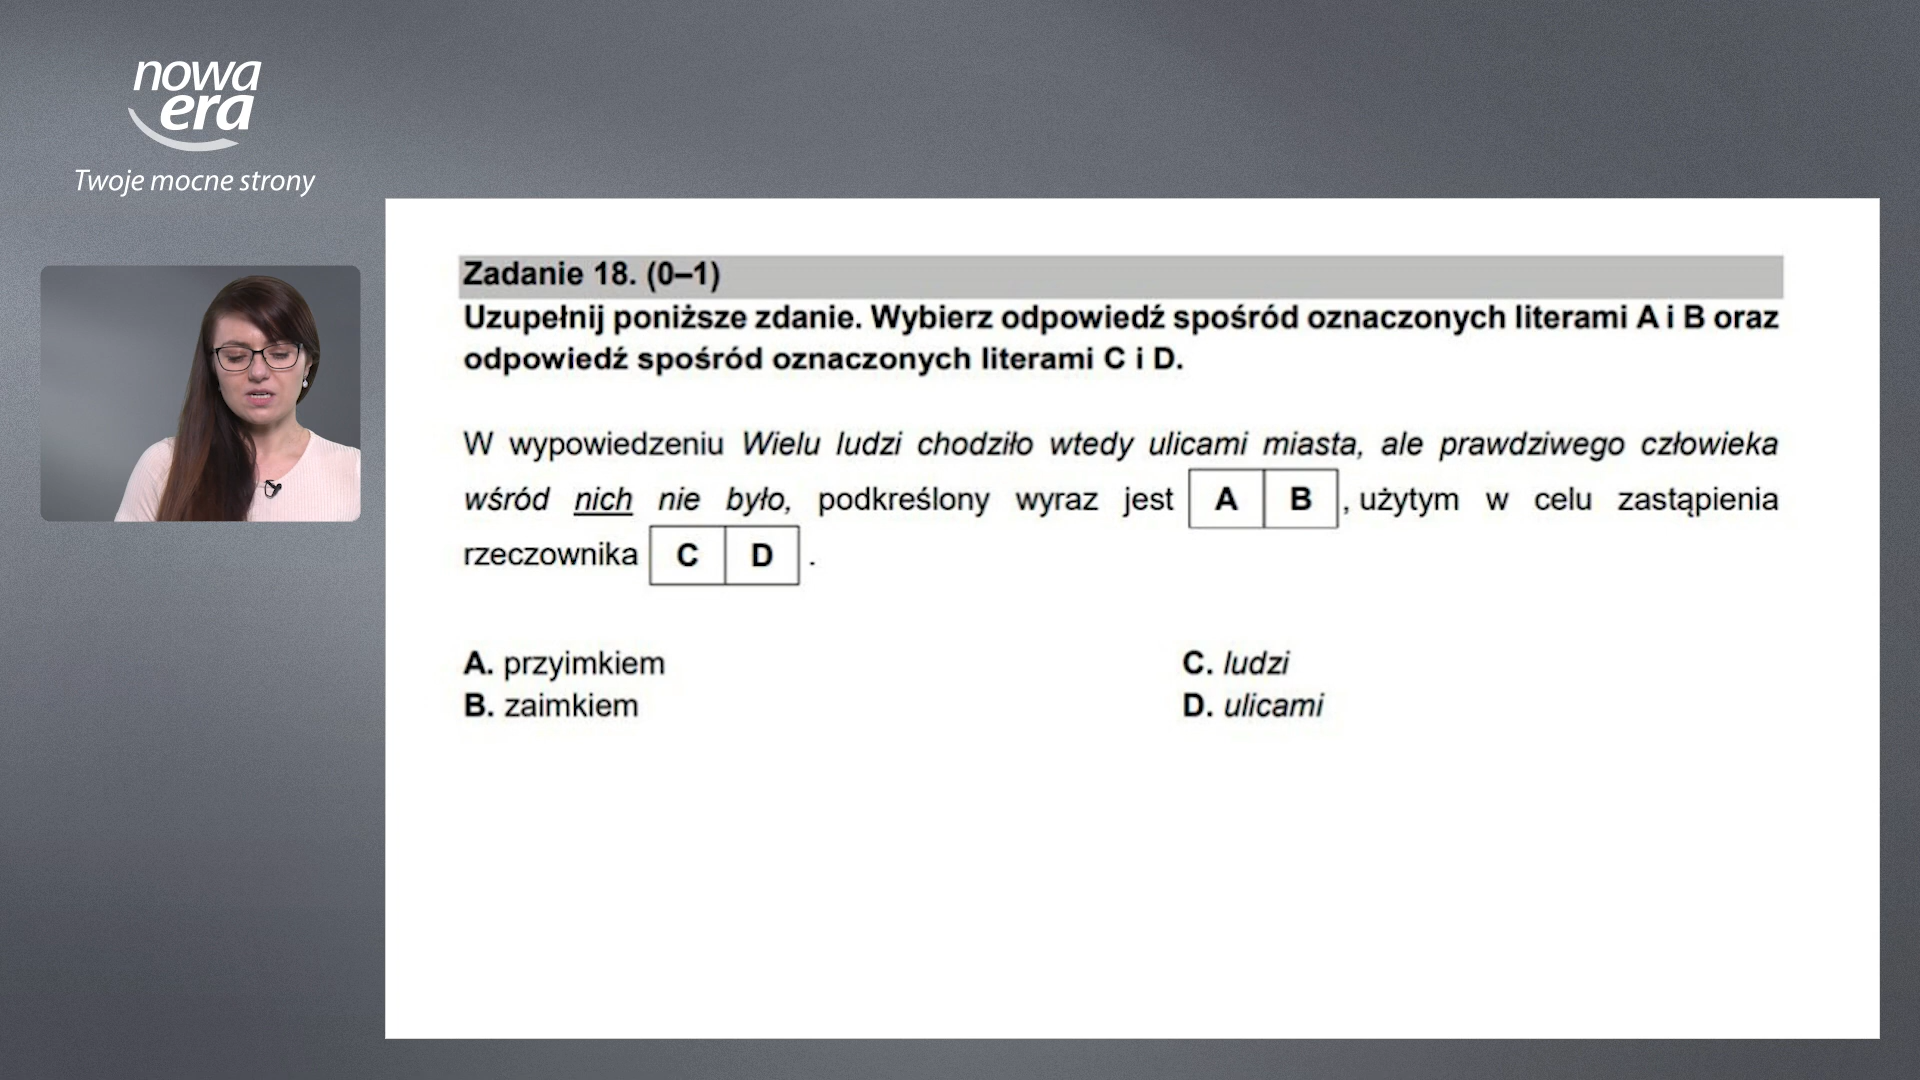 nowa
era
Twoje mocne strony
Zadanie 18. (0–1)
Uzupełnij poniższe zdanie. Wybierz odpowiedź spośród oznaczonych literami A i B oraz
odpowiedź spośród oznaczonych literami C i D.
W wypowiedzeniu Wielu ludzi chodziło wtedy ulicami miasta, ale prawdziwego człowieka
wśród nich nie było, podkreślony wyraz jest A B , użytym w celu zastąpienia
rzeczownika C D .
A. przyimkiem
B. zaimkiem
C. ludzi
D. ulicami